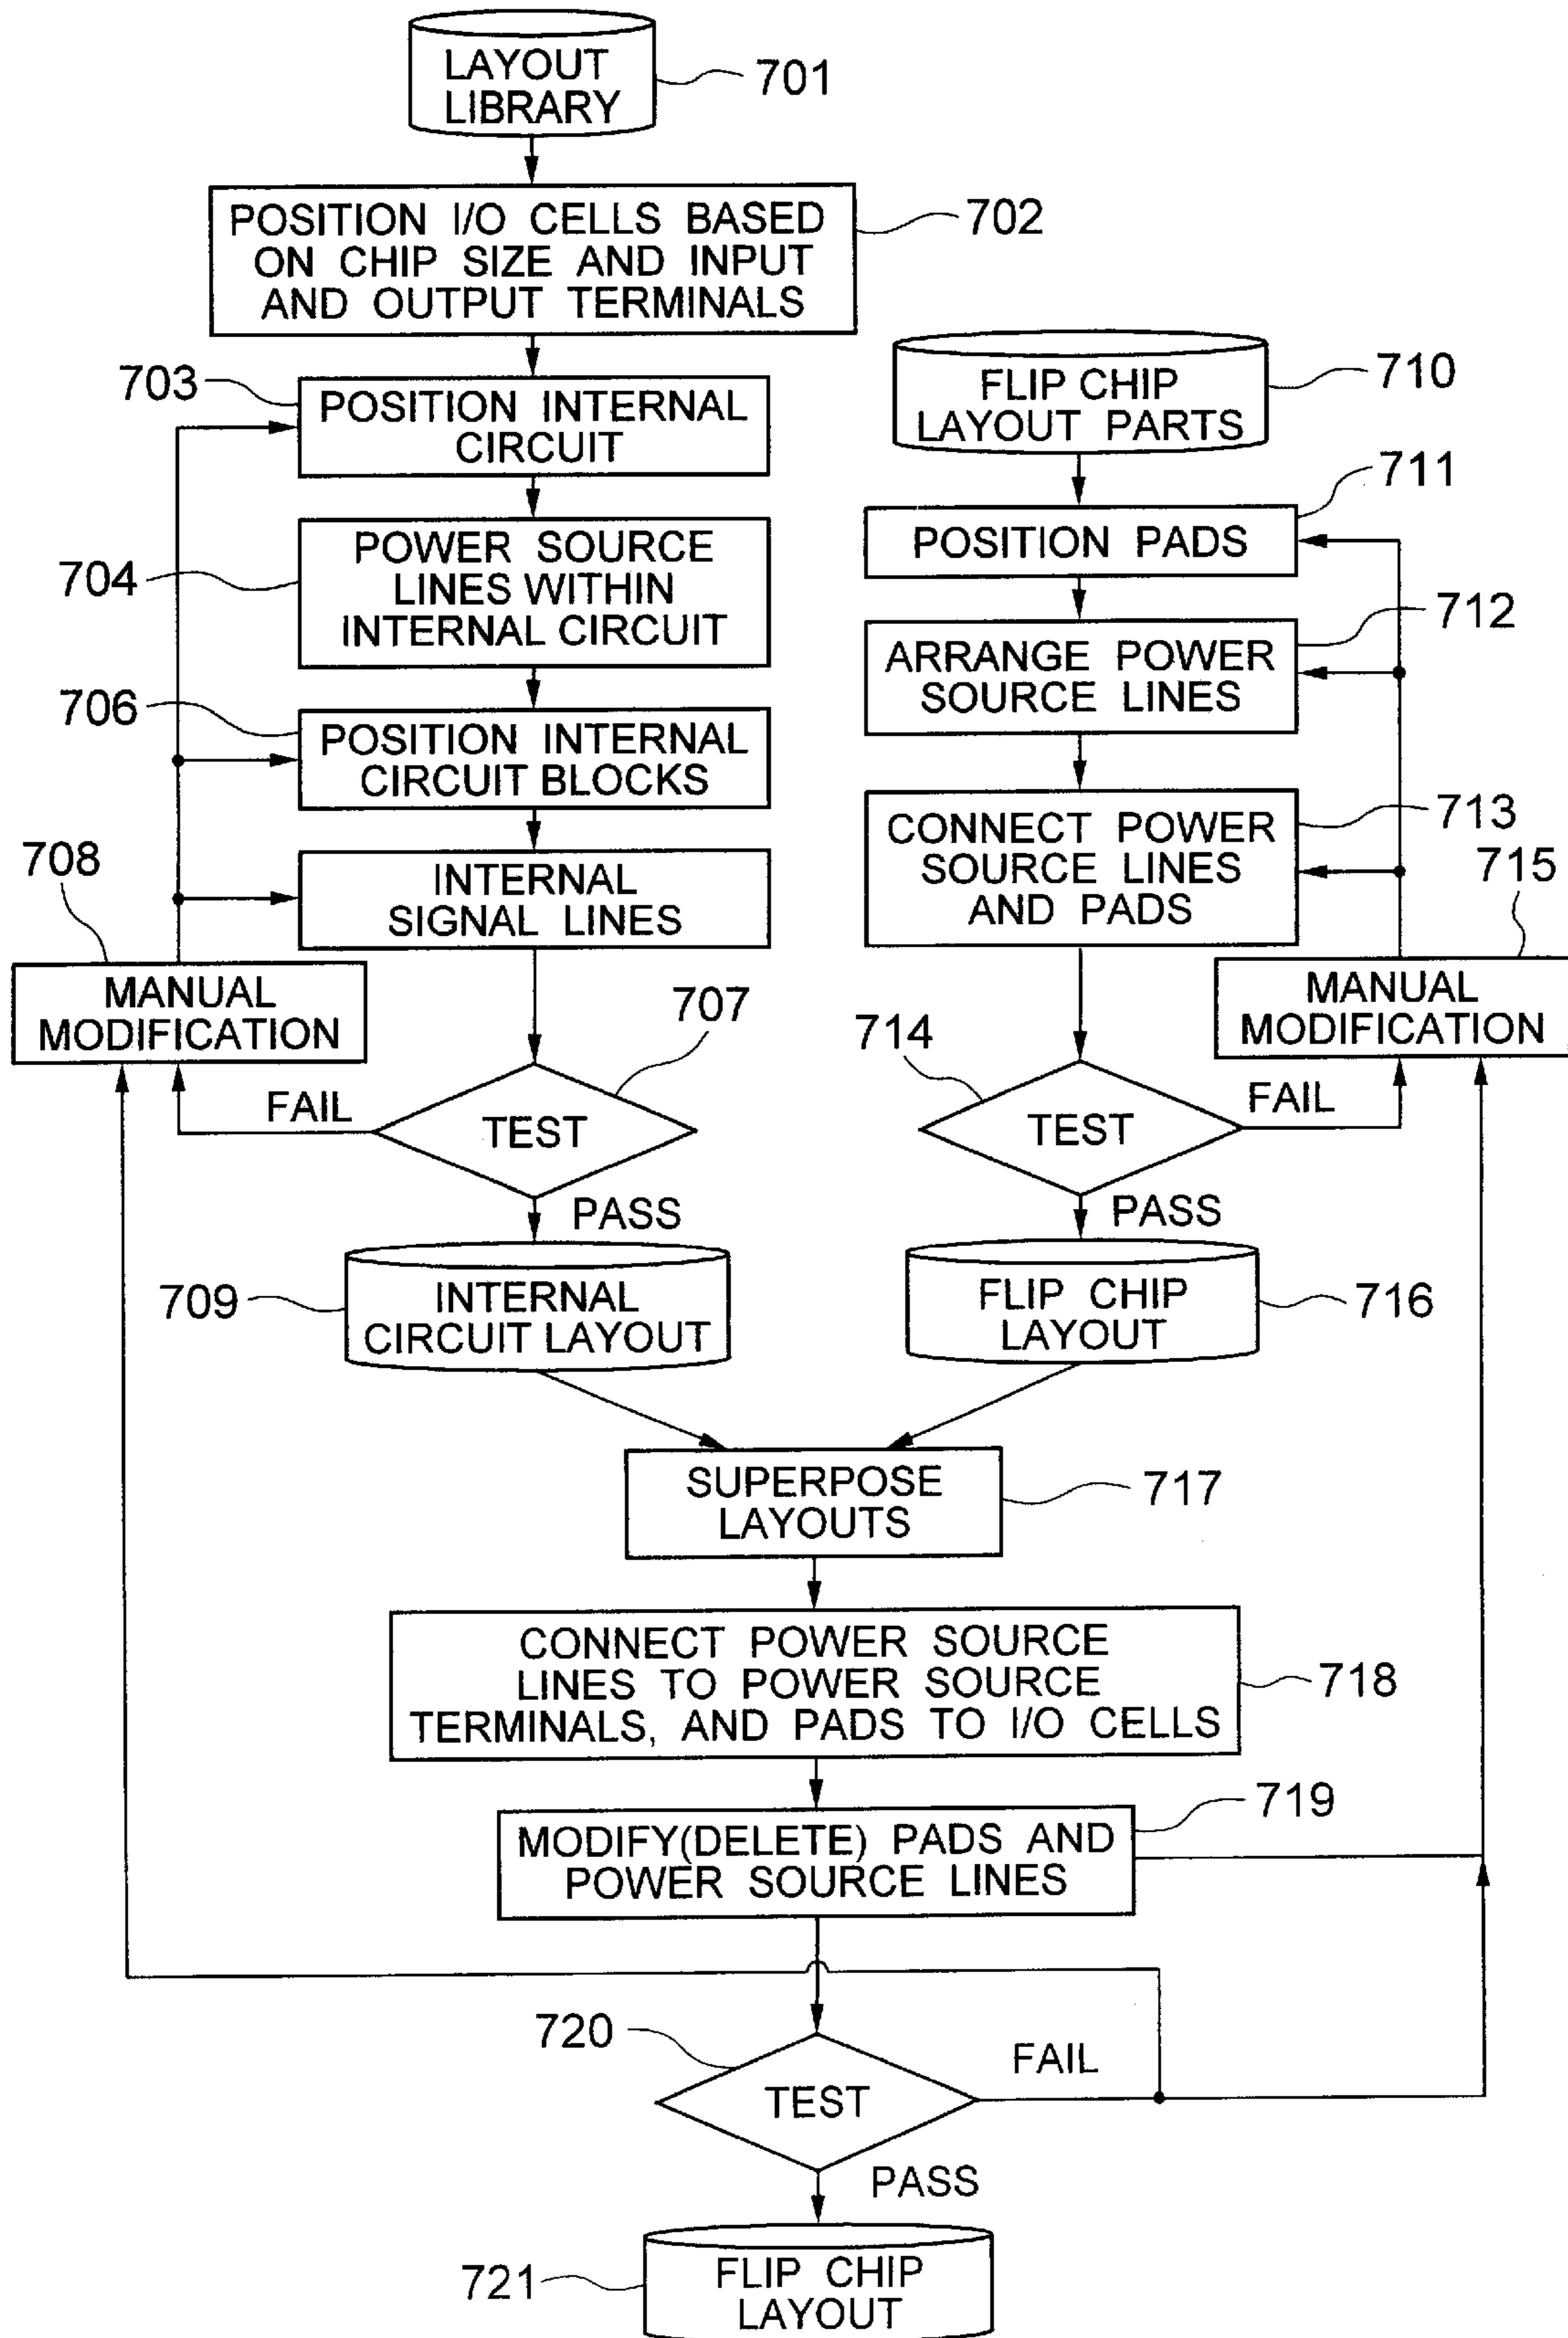 LAYOUT
LIBRARY
701
POSITION I/O CELLS BASED
ON CHIP SIZE AND INPUT
AND OUTPUT TERMINALS
702
703
POSITION INTERNAL
CIRCUIT
704
POWER SOURCE
LINES WITHIN
INTERNAL CIRCUIT
706
POSITION INTERNAL
CIRCUIT BLOCKS
INTERNAL
SIGNAL LINES
708
MANUAL
MODIFICATION
707
FAIL
TEST
PASS
709
INTERNAL
CIRCUIT LAYOUT
FLIP CHIP
LAYOUT PARTS
710
711
POSITION PADS
712
ARRANGE POWER
SOURCE LINES
713
CONNECT POWER
SOURCE LINES
AND PADS
715
MANUAL
MODIFICATION
714
TEST
FAIL
PASS
FLIP CHIP
LAYOUT
716
SUPERPOSE
LAYOUTS
717
CONNECT POWER SOURCE
LINES TO POWER SOURCE
TERMINALS, AND PADS TO I/O CELLS
718
MODIFY(DELETE) PADS AND
POWER SOURCE LINES
719
720
TEST
FAIL
PASS
721
FLIP CHIP
LAYOUT